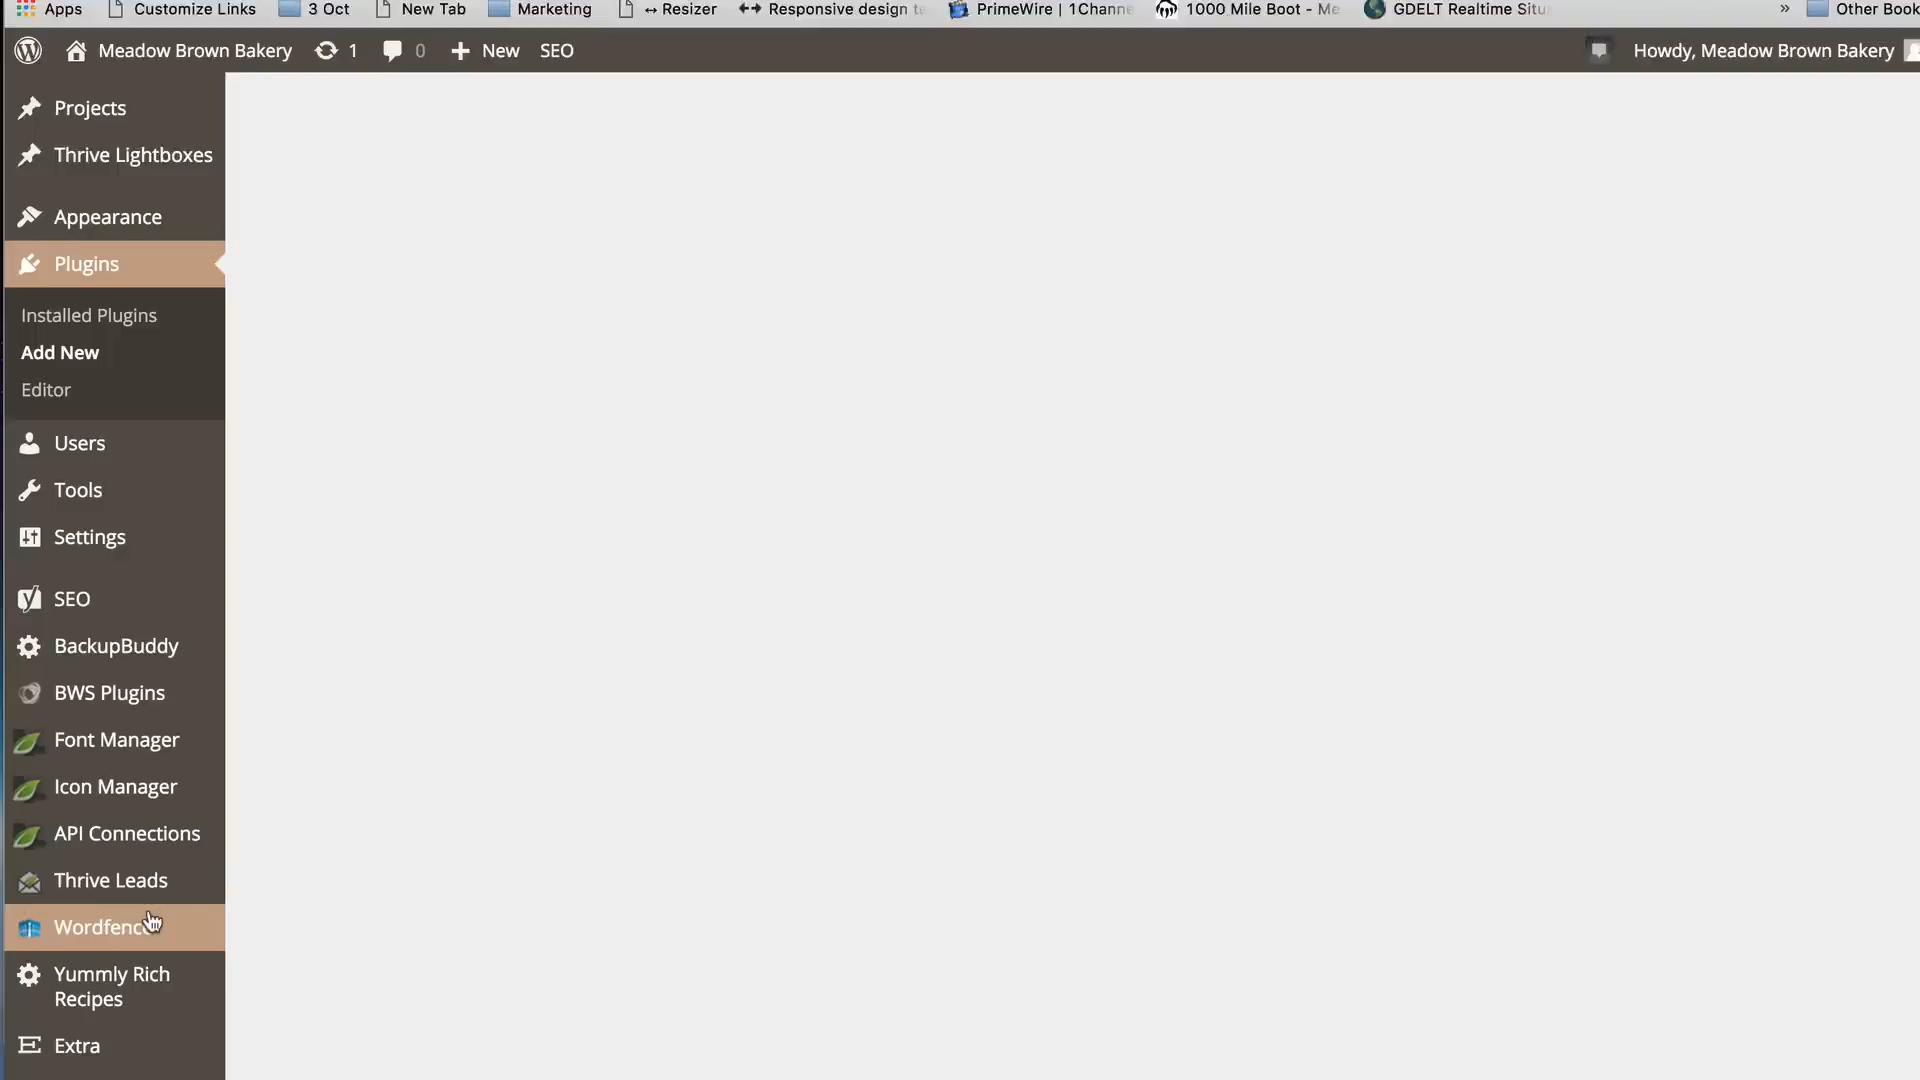 Apps Customize Links 3 Oct New Tab Marketing ↔ Resizer Responsive design te PrimeWire | 1Channe 1000 Mile Boot - Me GDELT Realtime Situ » Other Book
Meadow Brown Bakery 1 0 + New SEO Howdy, Meadow Brown Bakery
Projects
Thrive Lightboxes
Appearance
Plugins
Installed Plugins
Add New
Editor
Users
Tools
Settings
SEO
BackupBuddy
BWS Plugins
Font Manager
Icon Manager
API Connections
Thrive Leads
Wordfence
Yummly Rich
Recipes
Extra